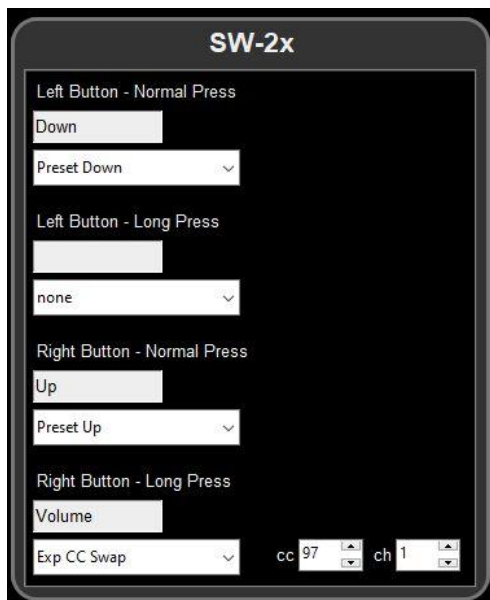 SW-2x
Left Button - Normal Press
Down
Preset Down
Left Button - Long Press
none
Right Button - Normal Press
Up
Preset Up
Right Button - Long Press
Volume
Exp CC Swap cc 97 ch 1